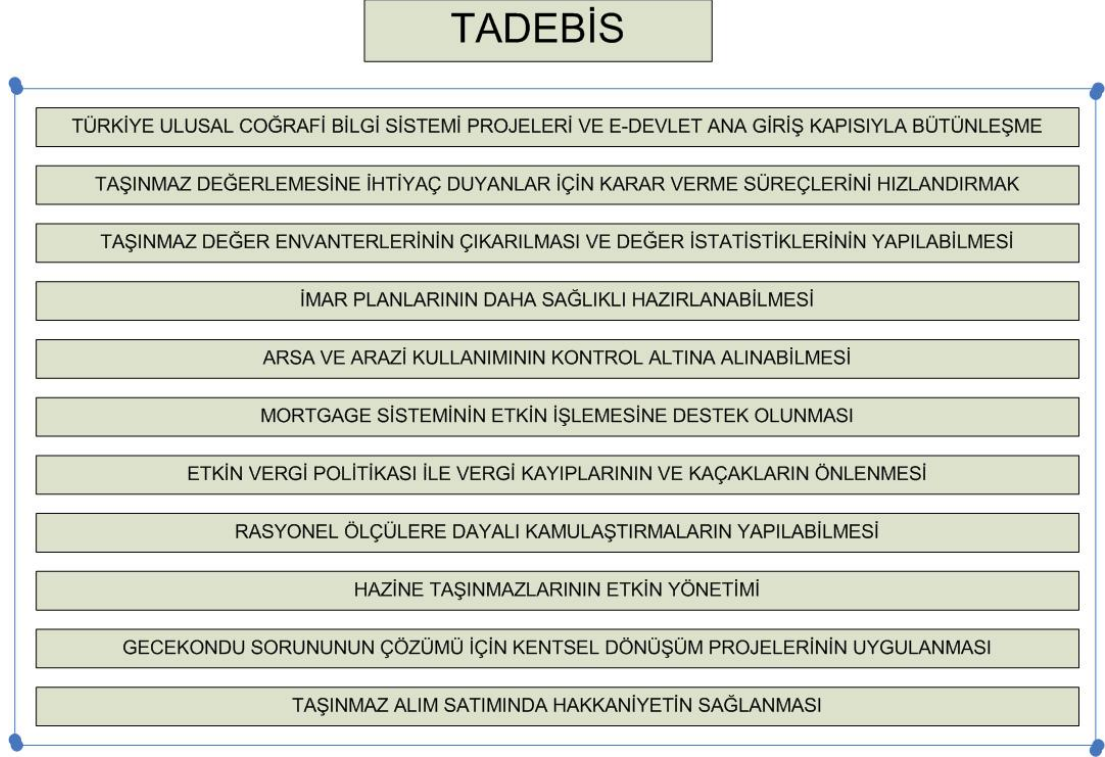 TADEBİS
TÜRKİYE ULUSAL COĞRAFİ BİLGİ SİSTEMİ PROJELERİ VE E-DEVLET ANA GİRİŞ KAPISIYLA BÜTÜNLEŞME
TAŞINMAZ DEĞERLEMESİNE İHTİYAÇ DUYANLAR İÇİN KARAR VERME SÜREÇLERİNİ HIZLANDIRMAK
TAŞINMAZ DEĞER ENVANTERLERİNİN ÇIKARILMASI VE DEĞER İSTATİSTİKLERİNİN YAPILABİLMESİ
İMAR PLANLARININ DAHA SAĞLIKLI HAZIRLANABİLMESİ
ARSA VE ARAZİ KULLANIMININ KONTROL ALTINA ALINABİLMESİ
MORTGAGE SİSTEMİNİN ETKİN İŞLEMESİNE DESTEK OLUNMASI
ETKİN VERGİ POLİTİKASI İLE VERGİ KAYIPLARININ VE KAÇAKLARIN ÖNLENMESİ
RASYONEL ÖLÇÜLERE DAYALI KAMULAŞTIRMALARIN YAPILABİLMESİ
HAZİNE TAŞINMAZLARININ ETKİN YÖNETİMİ
GECEKONDU SORUNUNUN ÇÖZÜMÜ İÇİN KENTSEL DÖNÜŞÜM PROJELERİNİN UYGULANMASI
TAŞINMAZ ALIM SATIMINDA HAKKANİYETİN SAĞLANMASI